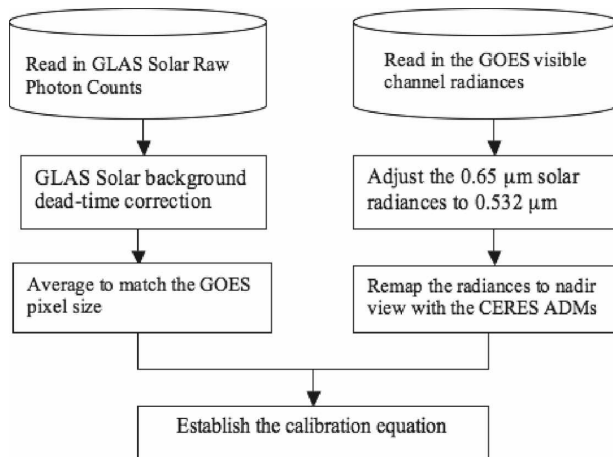 Read in GLAS Solar Raw
Photon Counts
Read in the GOES visible
channel radiances
GLAS Solar background
dead-time correction
Adjust the 0.65 µm solar
radiances to 0.532 µm
Average to match the GOES
pixel size
Remap the radiances to nadir
view with the CERES ADMs
Establish the calibration equation